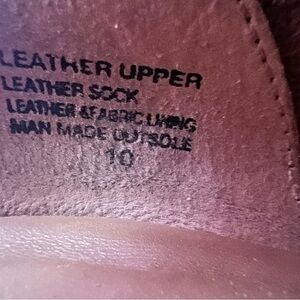 LEATHER UPPER
LEATHER SOCK
LEATHER & FABRIC LINING
MAN MADE OUTSOLE
10